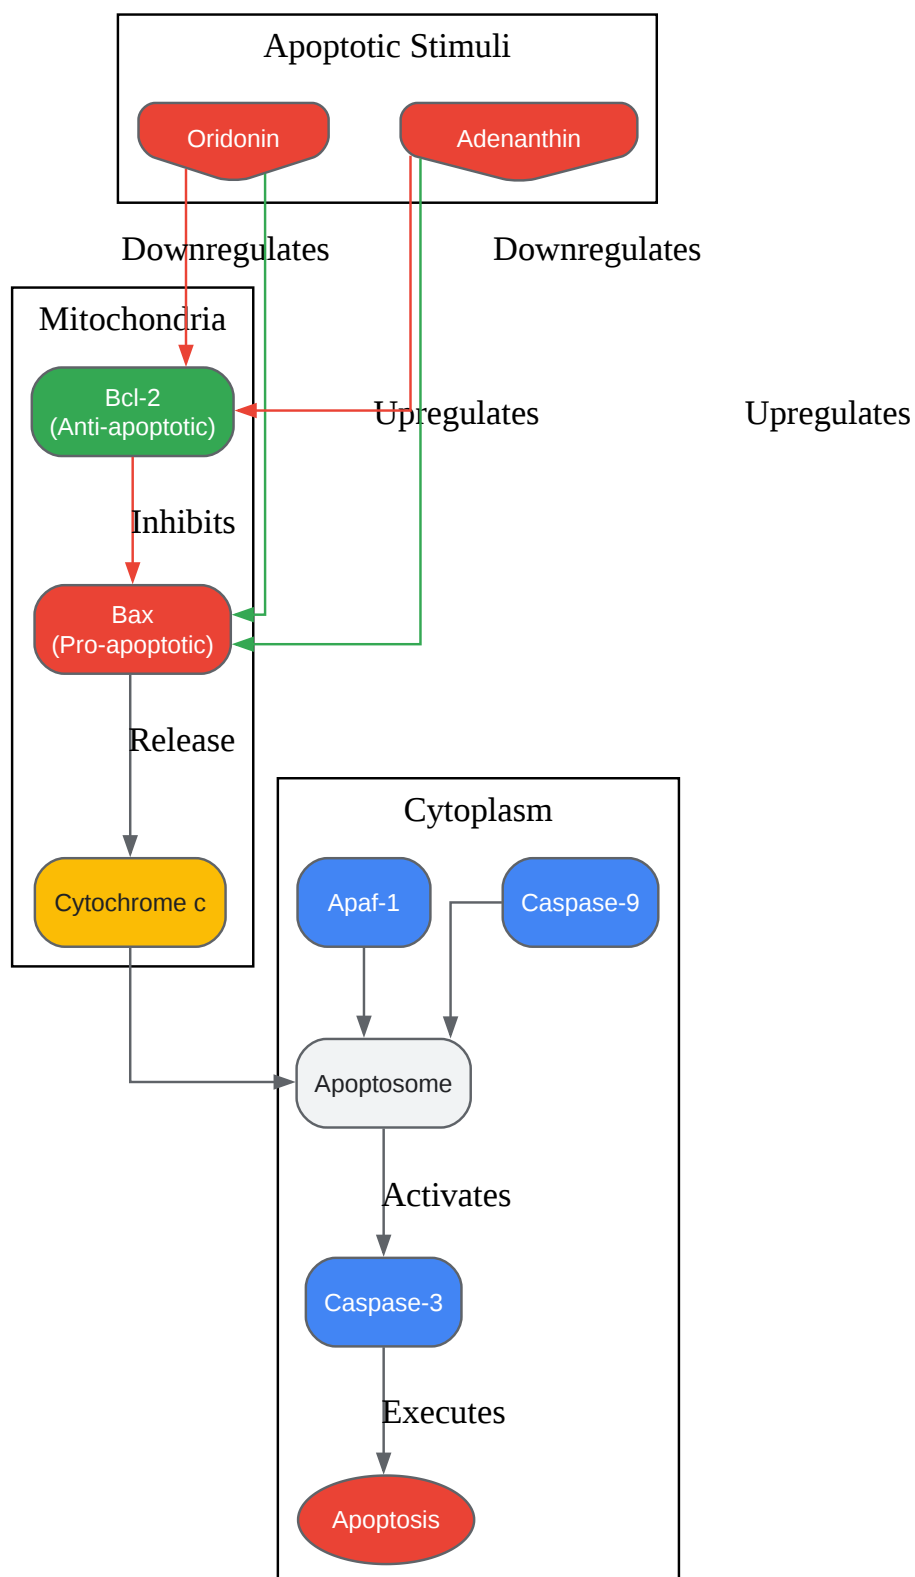 Apoptotic Stimuli
Oridonin
Adenanthin
Downregulates
Downregulates
Mitochondria
Bcl-2
(Anti-apoptotic)
Upregulates
Upregulates
Inhibits
Bax
(Pro-apoptotic)
Release
Cytoplasm
Cytochrome c
Apaf-1
Caspase-9
Apoptosome
Activates
Caspase-3
Executes
Apoptosis